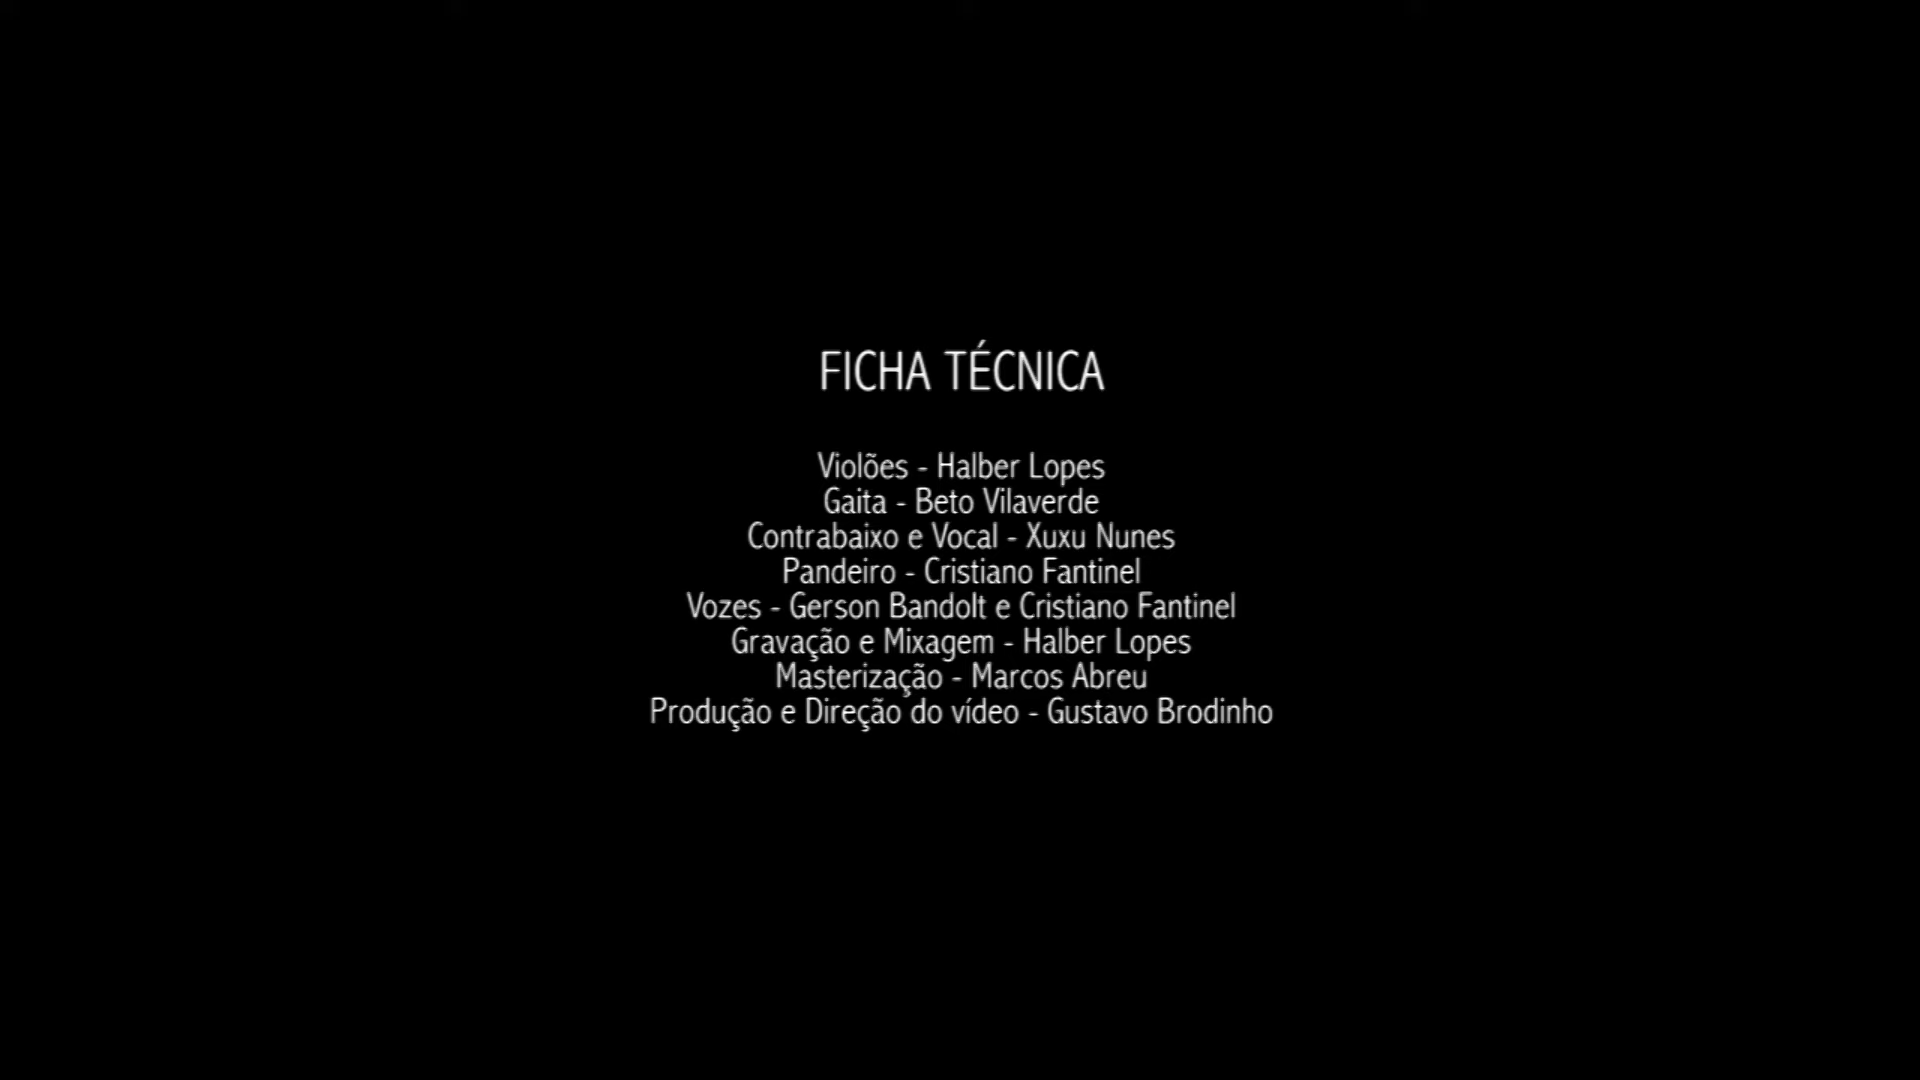 FICHA TÉCNICA
Violões - Halber Lopes
Gaita - Beto Vilaverde
Contrabaixo e Vocal - Xuxu Nunes
Pandeiro - Cristiano Fantinel
Vozes - Gerson Bandolt e Cristiano Fantinel
Gravação e Mixagem - Halber Lopes
Masterização - Marcos Abreu
Produção e Direção do vídeo - Gustavo Brodinho